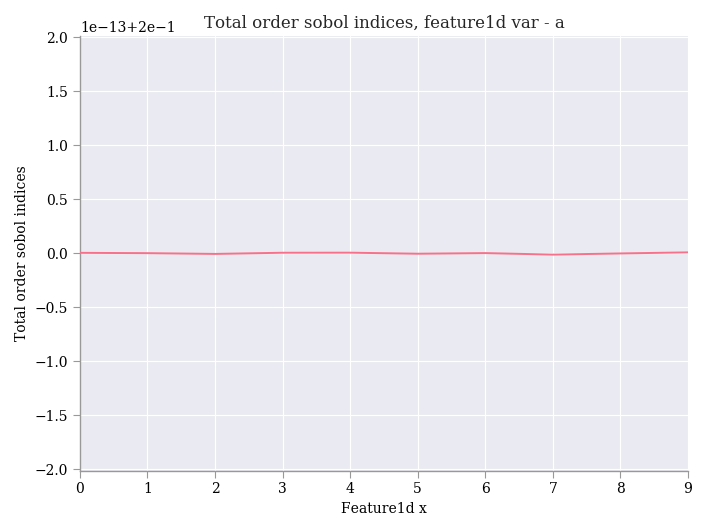 Total order sobol indices, feature1d var - a
1e−13+2e−1
2.0
1.5
1.0
0.5
0.0
−0.5
−1.0
−1.5
−2.0
Total order sobol indices
0 1 2 3 4 5 6 7 8 9
Feature1d x